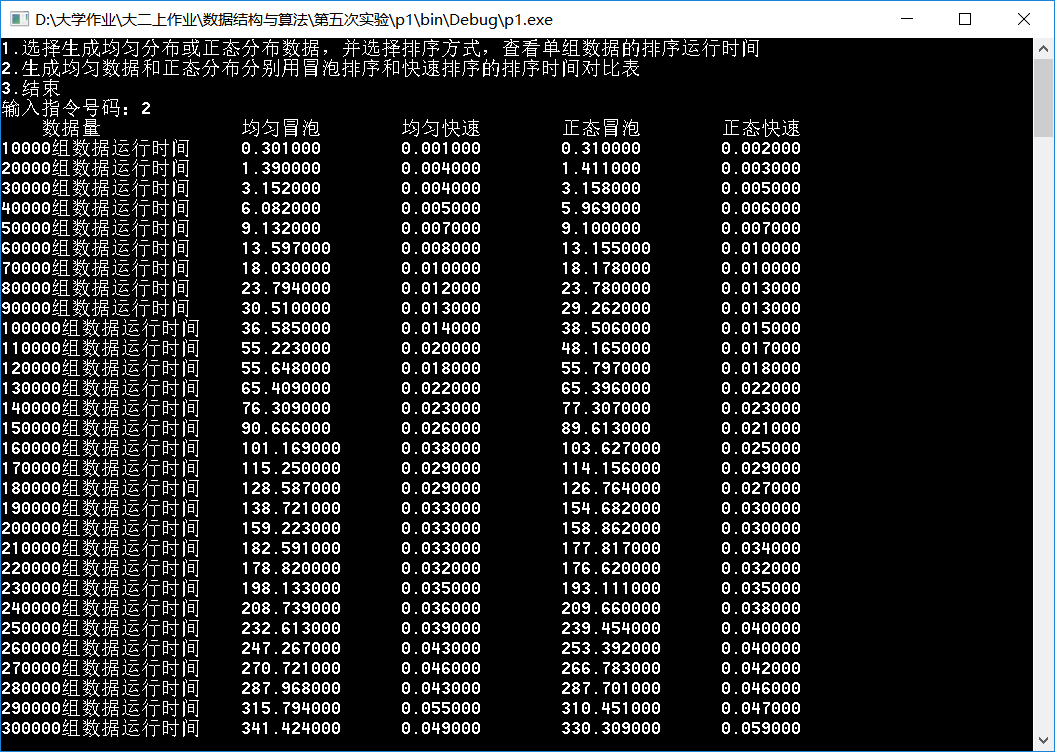 D:\大学作业\大二上作业\数据结构与算法\第五次实验\p1\bin\Debug\p1.exe
1.选择生成均匀分布或正态分布数据，并选择排序方式，查看单组数据的排序运行时间
2.生成均匀数据和正态分布分别用冒泡排序和快速排序的排序时间对比表
3.结束
输入指令号码：2
数据量 均匀冒泡 均匀快速 正态冒泡 正态快速
10000组数据运行时间 0.301000 0.001000 0.310000 0.002000
20000组数据运行时间 1.390000 0.004000 1.411000 0.003000
30000组数据运行时间 3.152000 0.004000 3.158000 0.005000
40000组数据运行时间 6.082000 0.005000 5.969000 0.006000
50000组数据运行时间 9.132000 0.007000 9.100000 0.007000
60000组数据运行时间 13.597000 0.008000 13.155000 0.010000
70000组数据运行时间 18.030000 0.010000 18.178000 0.010000
80000组数据运行时间 23.794000 0.012000 23.780000 0.013000
90000组数据运行时间 30.510000 0.013000 29.262000 0.013000
100000组数据运行时间 36.585000 0.014000 38.506000 0.015000
110000组数据运行时间 55.223000 0.020000 48.165000 0.017000
120000组数据运行时间 55.648000 0.018000 55.797000 0.018000
130000组数据运行时间 65.409000 0.022000 65.396000 0.022000
140000组数据运行时间 76.309000 0.023000 77.307000 0.023000
150000组数据运行时间 90.666000 0.026000 89.613000 0.021000
160000组数据运行时间 101.169000 0.038000 103.627000 0.025000
170000组数据运行时间 115.250000 0.029000 114.156000 0.029000
180000组数据运行时间 128.587000 0.029000 126.764000 0.027000
190000组数据运行时间 138.721000 0.033000 154.682000 0.030000
200000组数据运行时间 159.223000 0.033000 158.862000 0.030000
210000组数据运行时间 182.591000 0.033000 177.817000 0.034000
220000组数据运行时间 178.820000 0.032000 176.620000 0.032000
230000组数据运行时间 198.133000 0.035000 193.111000 0.035000
240000组数据运行时间 208.739000 0.036000 209.660000 0.038000
250000组数据运行时间 232.613000 0.039000 239.454000 0.040000
260000组数据运行时间 247.267000 0.043000 253.392000 0.040000
270000组数据运行时间 270.721000 0.046000 266.783000 0.042000
280000组数据运行时间 287.968000 0.043000 287.701000 0.046000
290000组数据运行时间 315.794000 0.055000 310.451000 0.047000
300000组数据运行时间 341.424000 0.049000 330.309000 0.059000